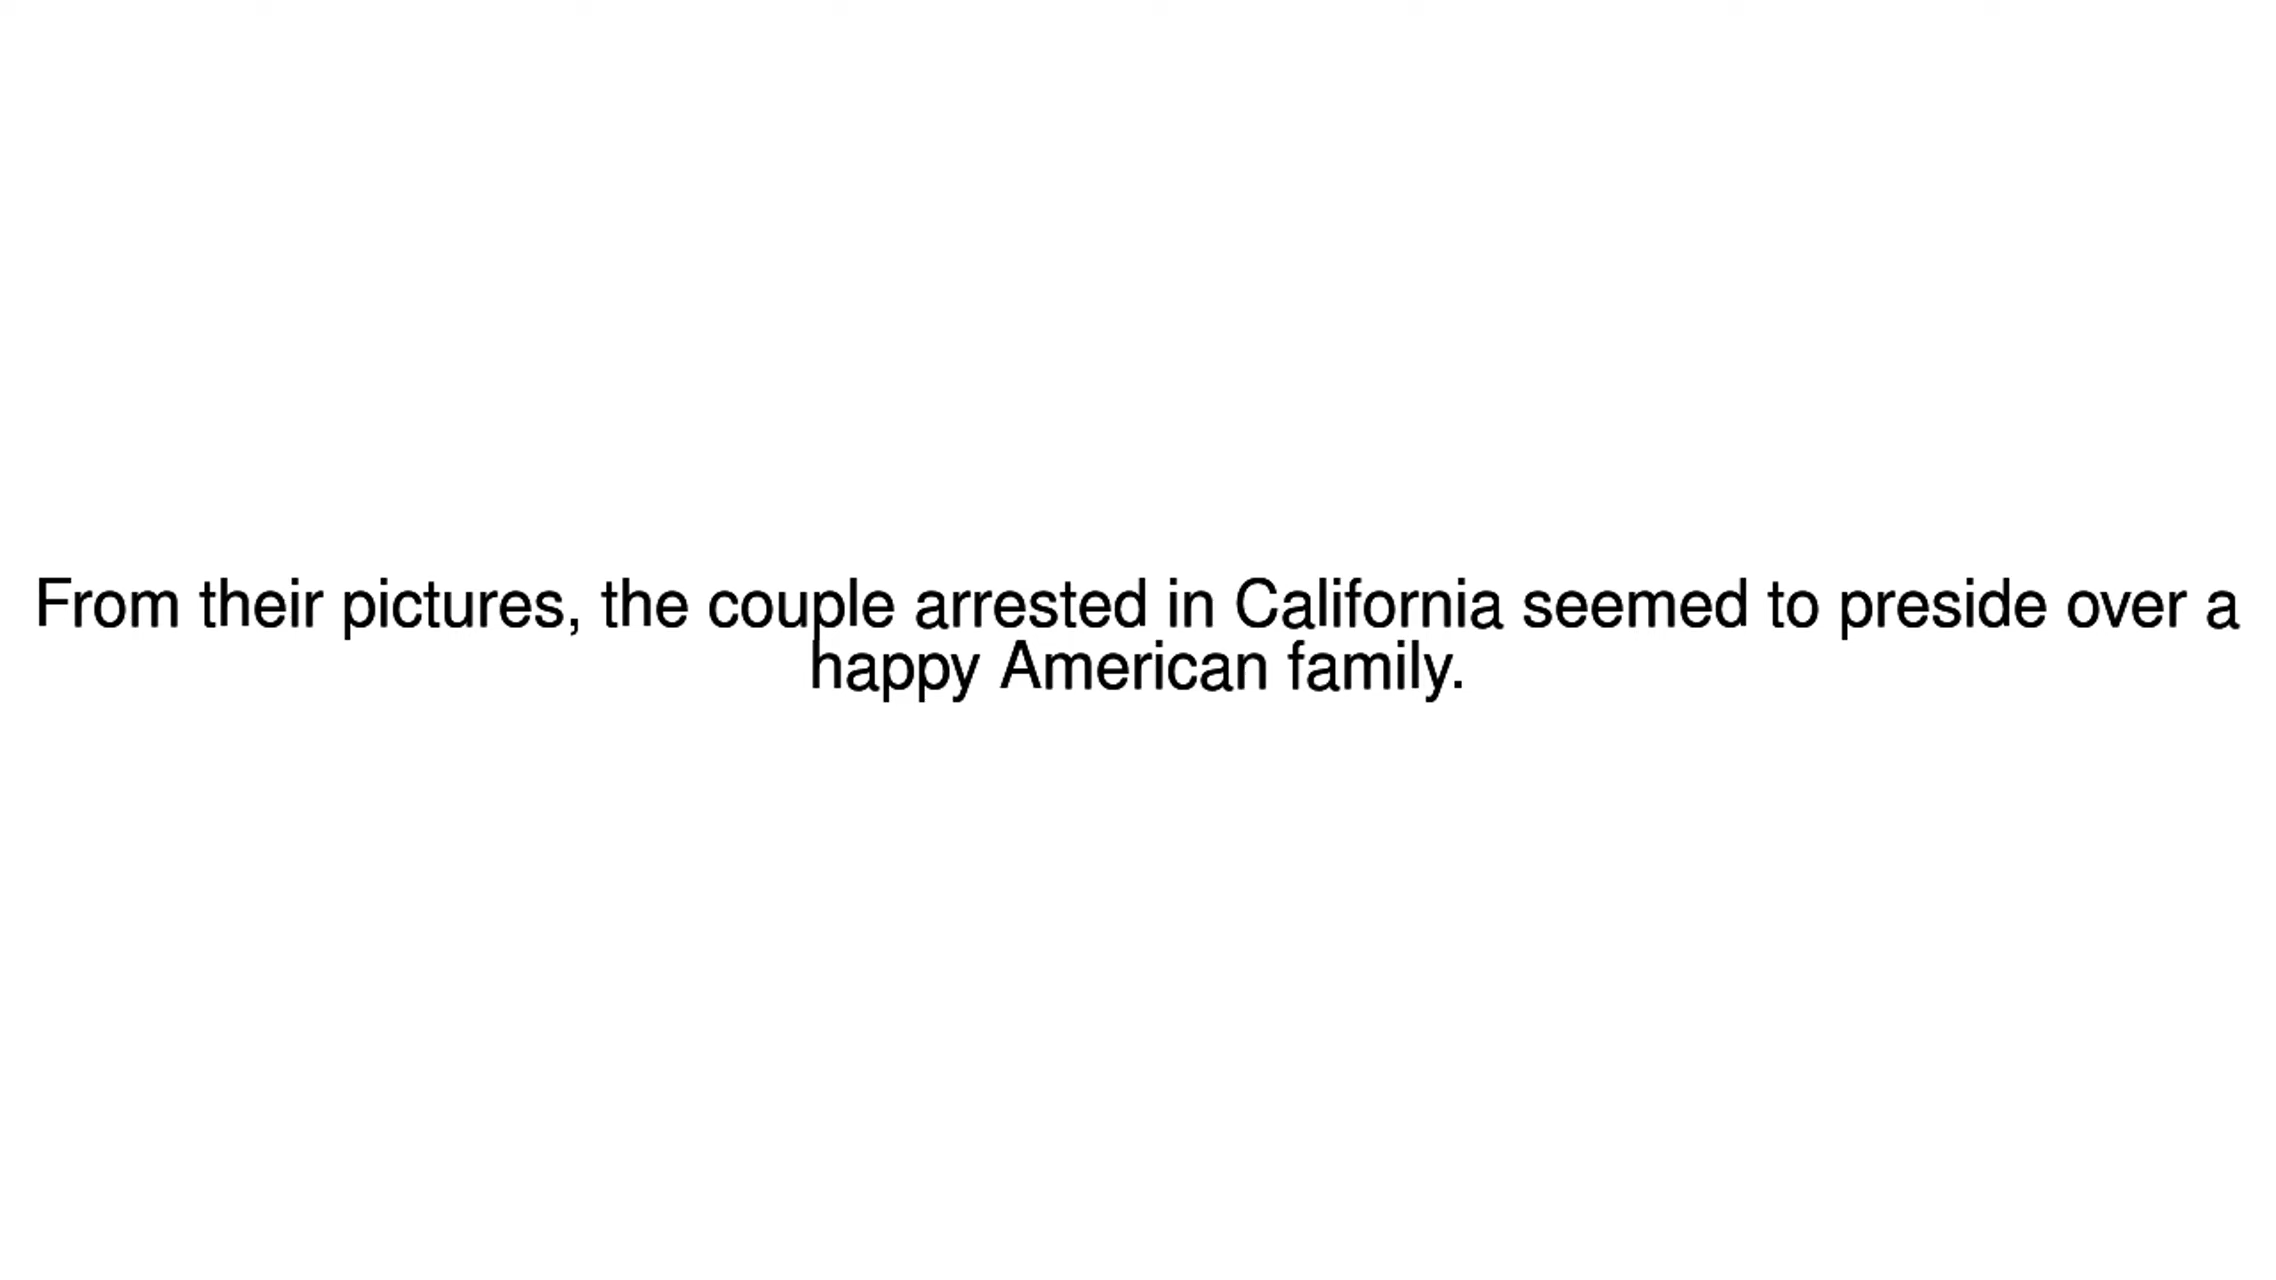 From their pictures, the couple arrested in California seemed to preside over a
happy American family.